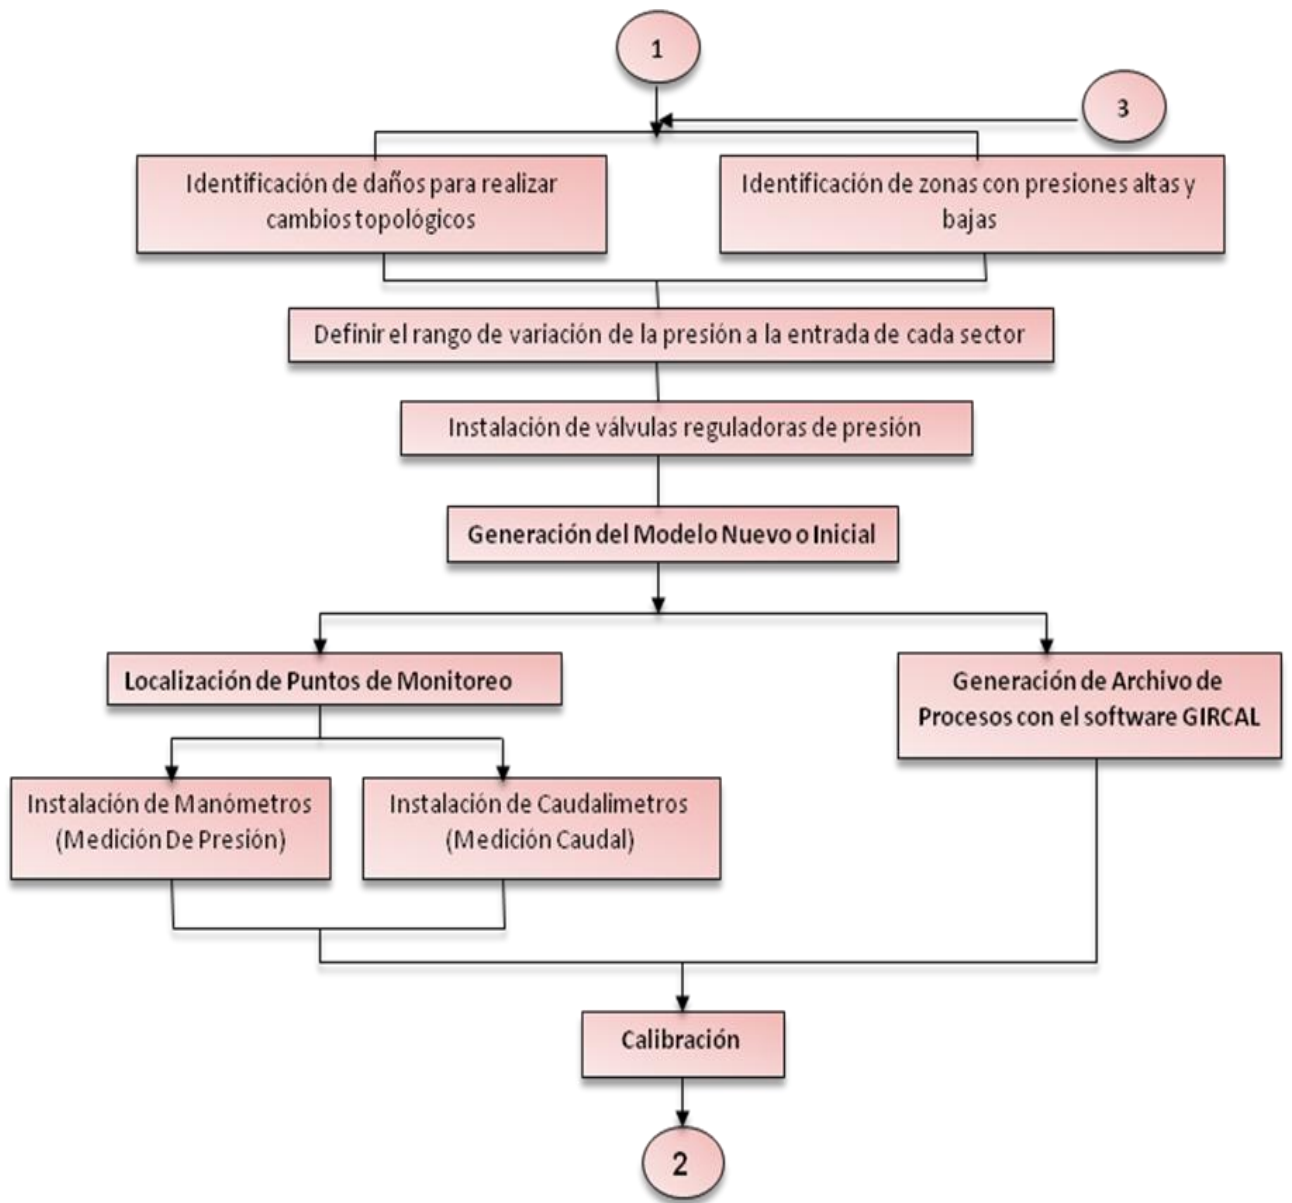 1
3
Identificación de daños para realizar
cambios topológicos
Identificación de zonas con presiones altas y
bajas
Definir el rango de variación de la presión a la entrada de cada sector
Instalación de válvulas reguladoras de presión
Generación del Modelo Nuevo o Inicial
Localización de Puntos de Monitoreo
Generación de Archivo de
Procesos con el software GIRCAL
Instalación de Manómetros
(Medición De Presión)
Instalación de Caudalimetros
(Medición Caudal)
Calibración
2